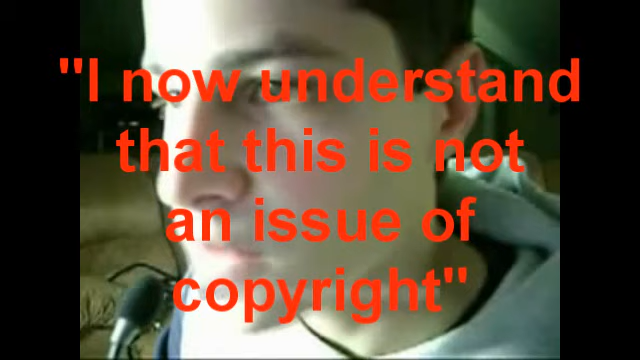 "I now understand
that this is not
an issue of
copyright"